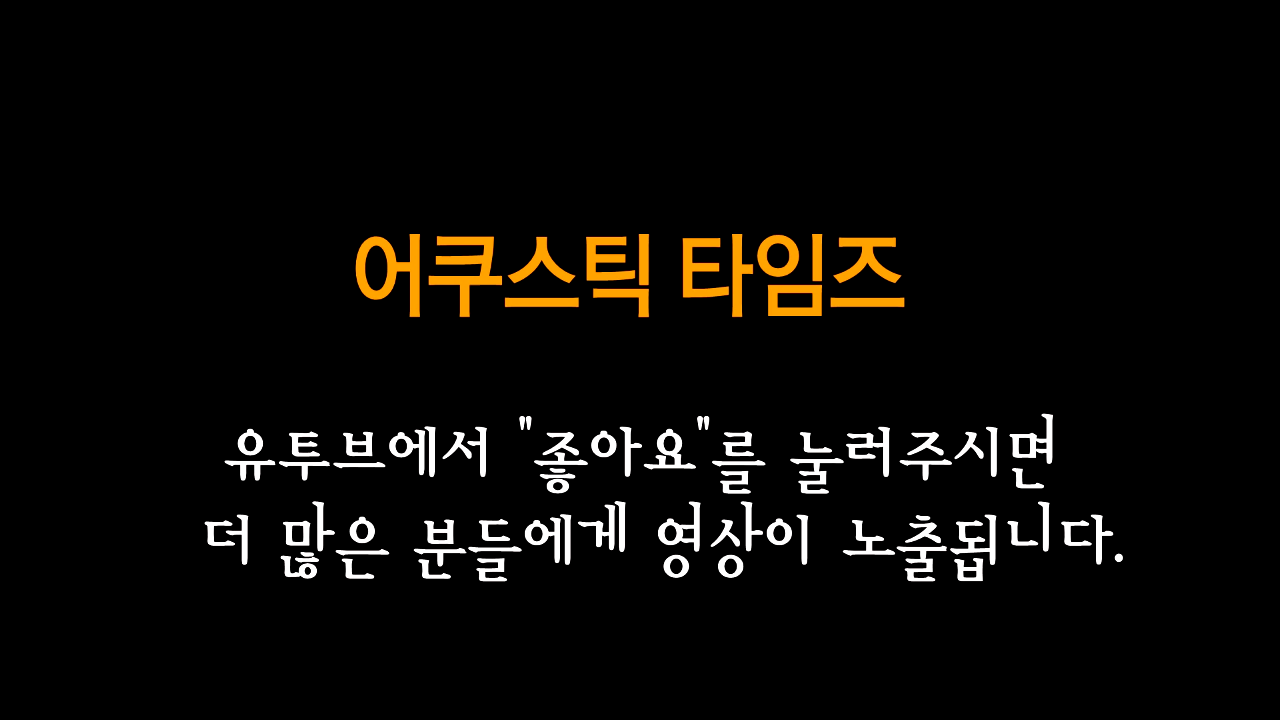 어쿠스틱 타임즈
유투브에서 "좋아요"를 눌러주시면
더 많은 분들에게 영상이 노출됩니다.